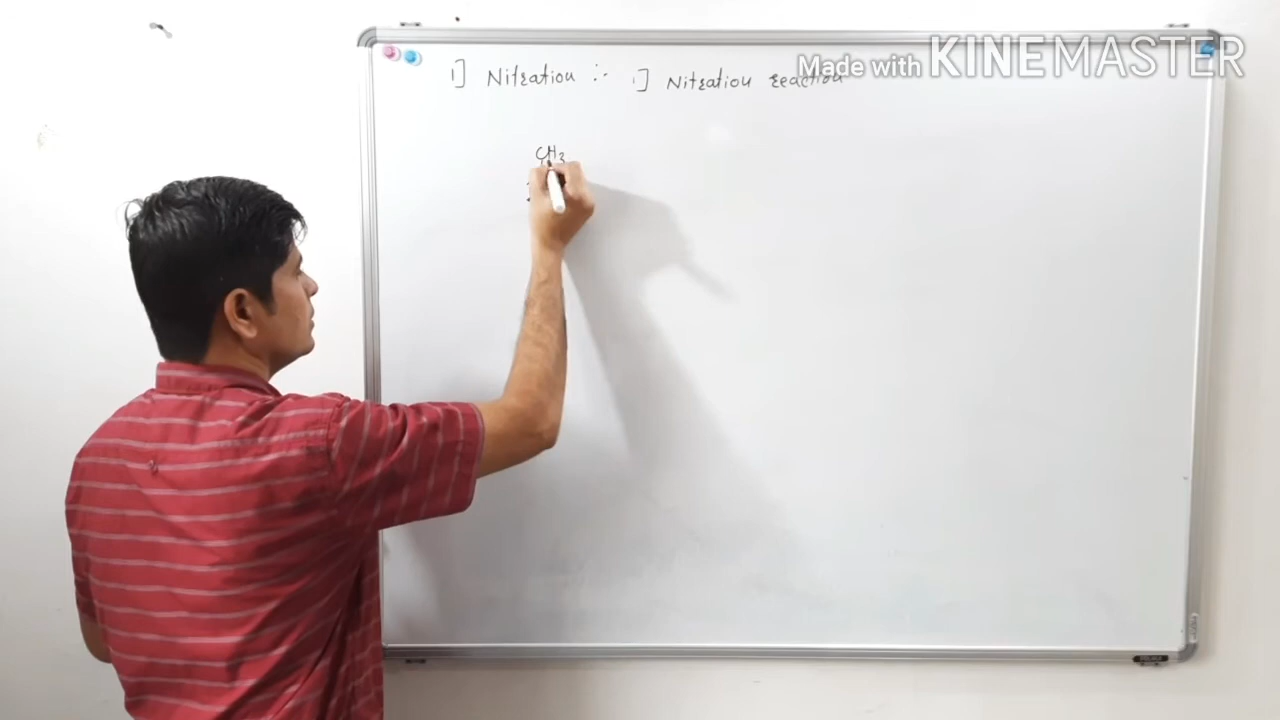 Made with KINEMASTER
1] Nitration :- 1] Nitration reaction
CH3